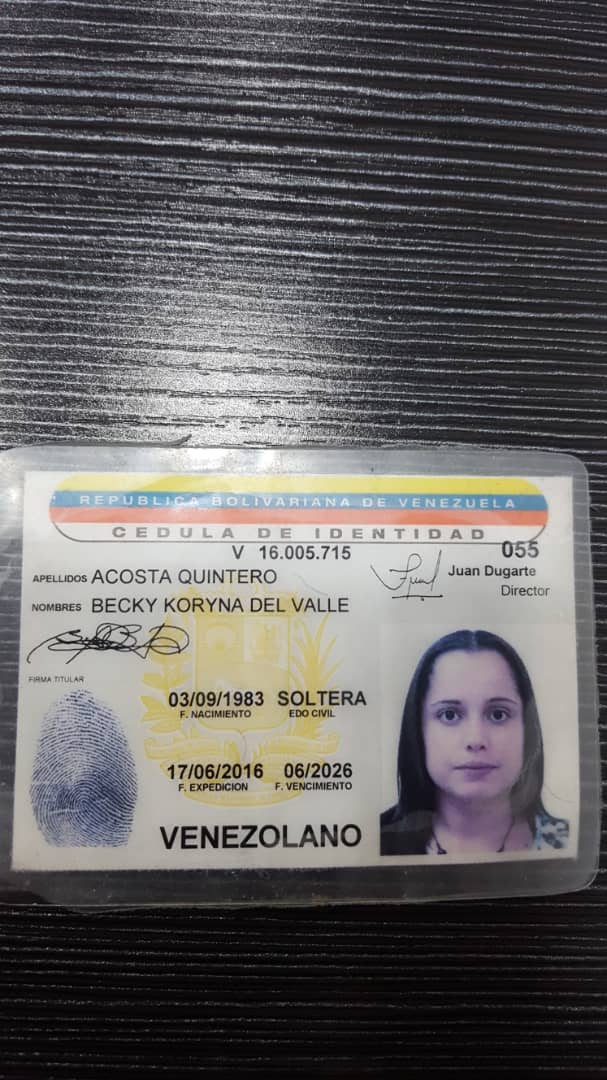 REPUBLICA BOLIVARIANA DE VENEZUELA
CEDULA DE IDENTIDAD
V 16.005.715
055
APELLIDOS ACOSTA QUINTERO
Juan Dugarte
Director
NOMBRES BECKY KORYNA DEL VALLE
FIRMA TITULAR
03/09/1983 SOLTERA
F. NACIMIENTO EDO CIVIL
17/06/2016 06/2026
F. EXPEDICION F. VENCIMIENTO
VENEZOLANO